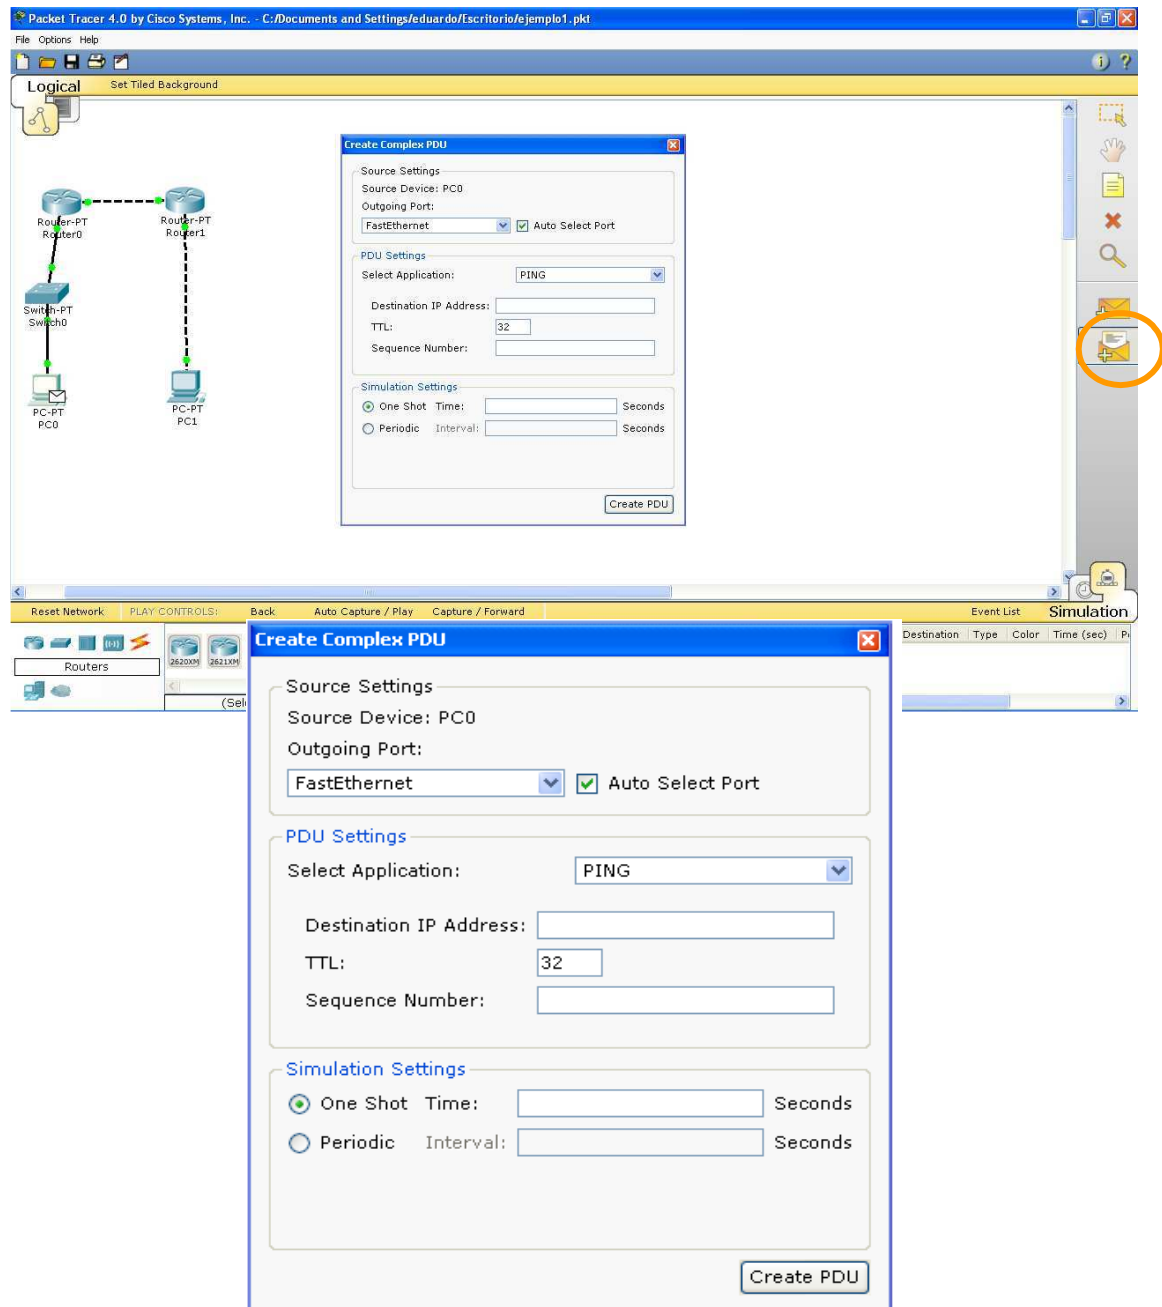 Packet Tracer 4.0 by Cisco Systems, Inc. - C:/Documents and Settings/eduardo/Escritorio/ejemplo1.pkt
File Options Help
Logical Set Tiled Background
Create Complex PDU
Source Settings
Source Device: PC0
Outgoing Port:
FastEthernet Auto Select Port
PDU Settings
Select Application: PING
Destination IP Address:
TTL: 32
Sequence Number:
Simulation Settings
One Shot Time: Seconds
Periodic Interval: Seconds
Create PDU
Router-PT
Router0
Router-PT
Router1
Switch-PT
Switch0
PC-PT
PC0
PC-PT
PC1
Reset Network PLAY CONTROLS: Back Auto Capture / Play Capture / Forward Event List Simulation
Routers
2620XM 2621XM
(Sel
Destination Type Color Time (sec)
Create Complex PDU
Source Settings
Source Device: PC0
Outgoing Port:
FastEthernet Auto Select Port
PDU Settings
Select Application: PING
Destination IP Address:
TTL: 32
Sequence Number:
Simulation Settings
One Shot Time: Seconds
Periodic Interval: Seconds
Create PDU